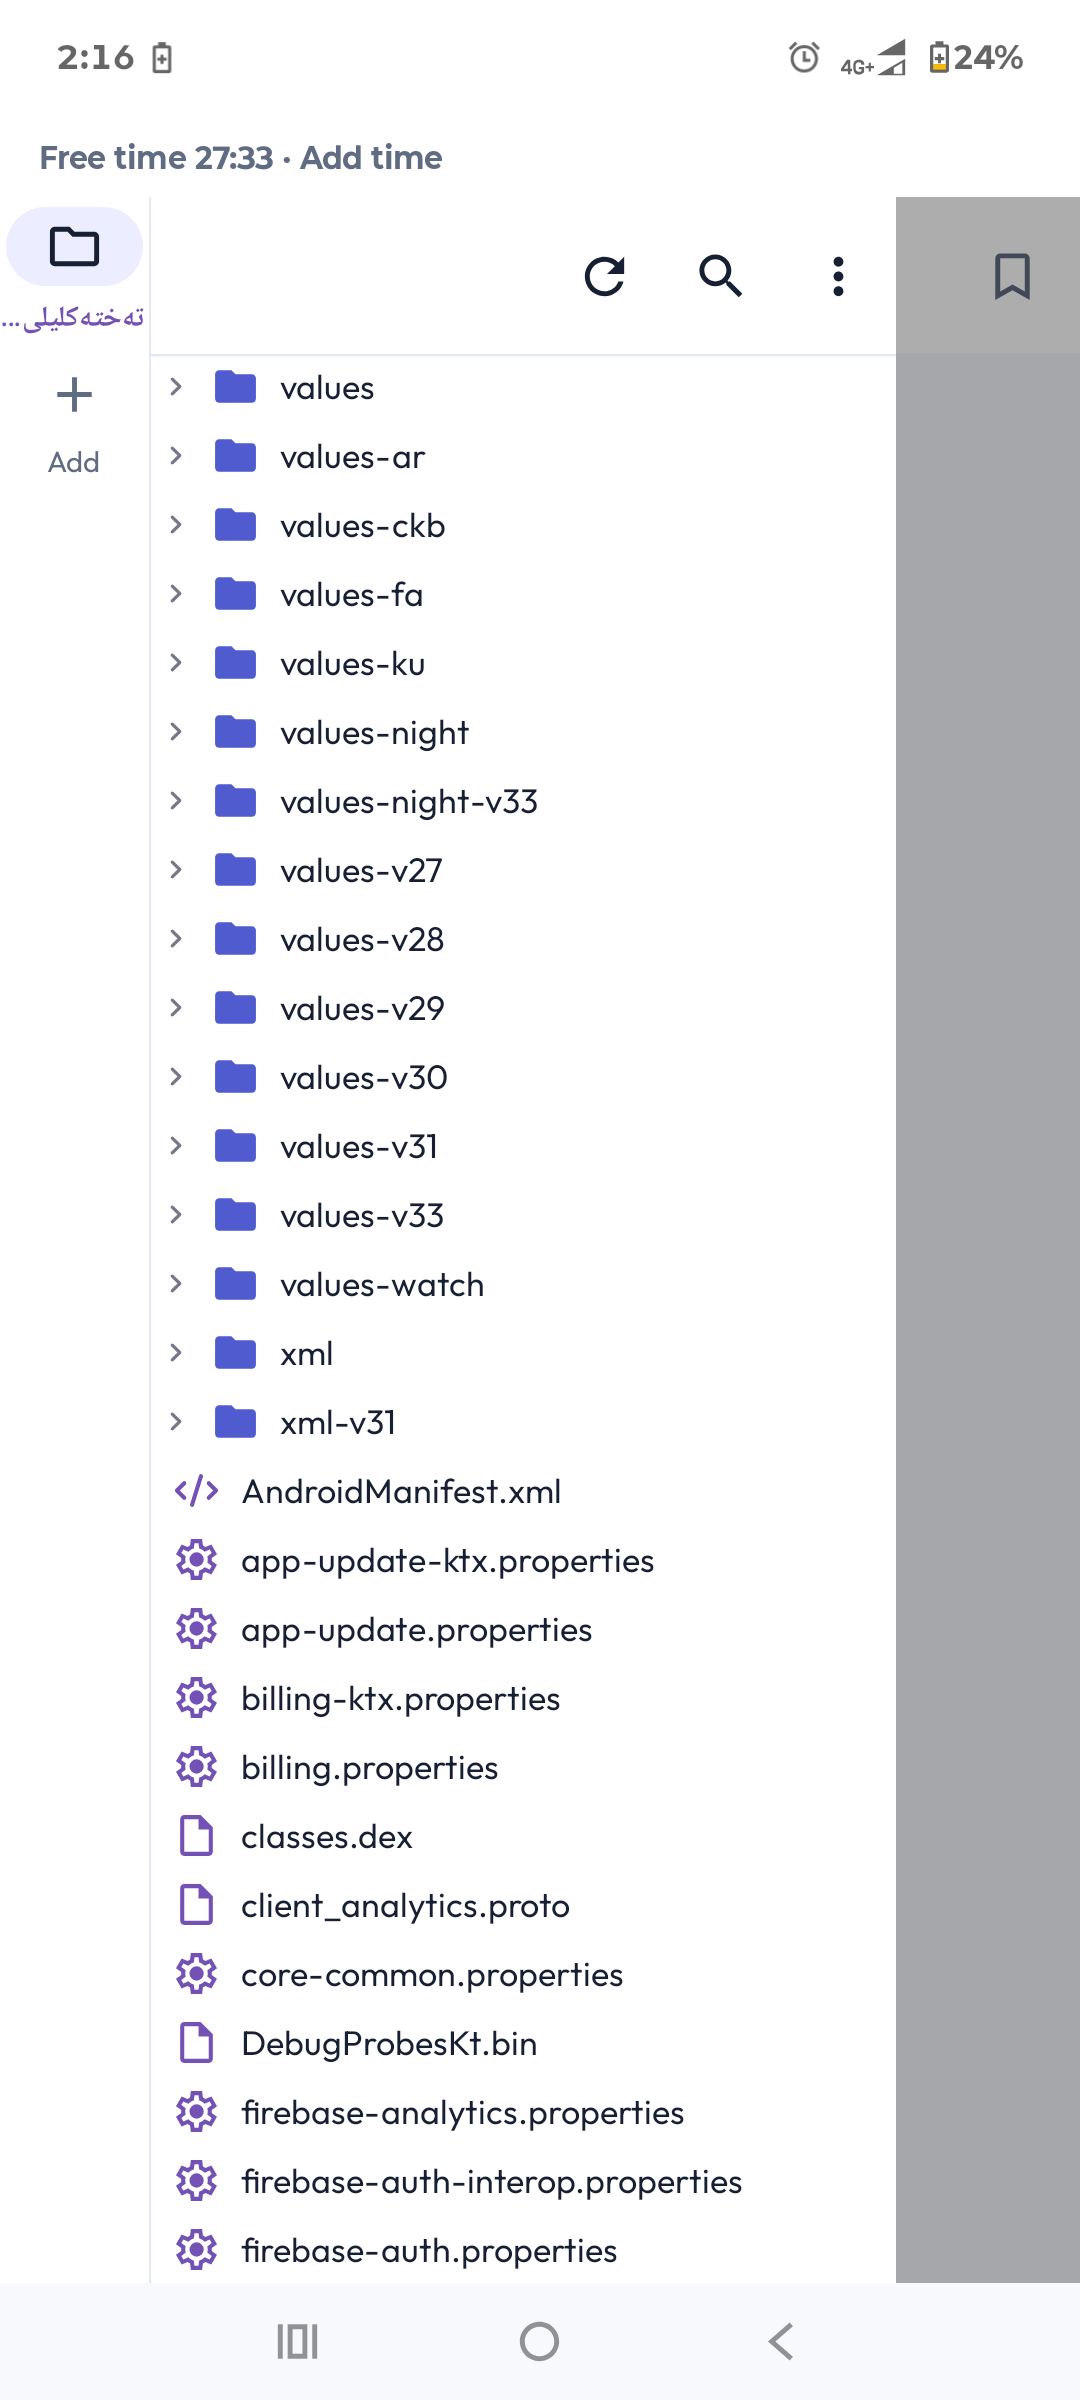 2:16
4G+ 24%
Free time 27:33 · Add time
تەختەکلیلی...
Add
values
values-ar
values-ckb
values-fa
values-ku
values-night
values-night-v33
values-v27
values-v28
values-v29
values-v30
values-v31
values-v33
values-watch
xml
xml-v31
AndroidManifest.xml
app-update-ktx.properties
app-update.properties
billing-ktx.properties
billing.properties
classes.dex
client_analytics.proto
core-common.properties
DebugProbesKt.bin
firebase-analytics.properties
firebase-auth-interop.properties
firebase-auth.properties